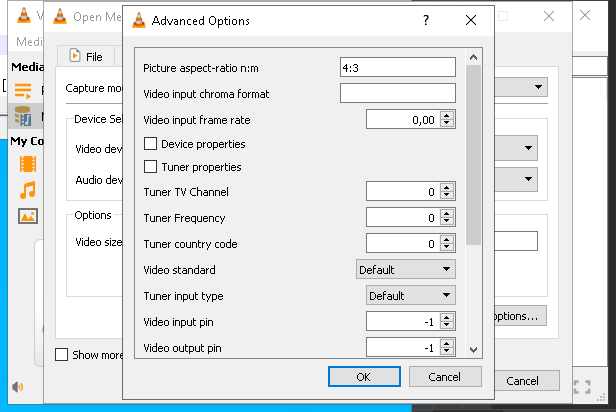 V
Open Me
Advanced Options
?
Medi
File
Media
Picture aspect-ratio n:m
4:3
Capture mo
Video input chroma format
Video input frame rate
0,00
Device Sel
Device properties
My Co
Video dev
Tuner properties
Audio dev
Tuner TV Channel
0
Options
Tuner Frequency
0
Video size
Tuner country code
0
Video standard
Default
Tuner input type
Default
Video input pin
-1
ptions...
Show more
Video output pin
-1
OK
Cancel
Cancel